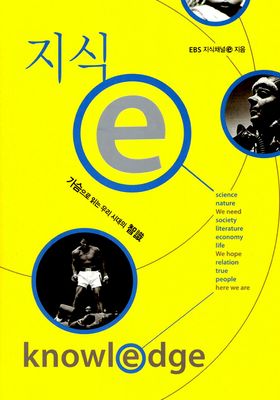 지식
EBS 지식채널ⓔ 지음
e
가슴으로 읽는 우리 시대의 智識
science
nature
We need
society
literature
economy
life
We hope
relation
true
people
here we are
knowledge